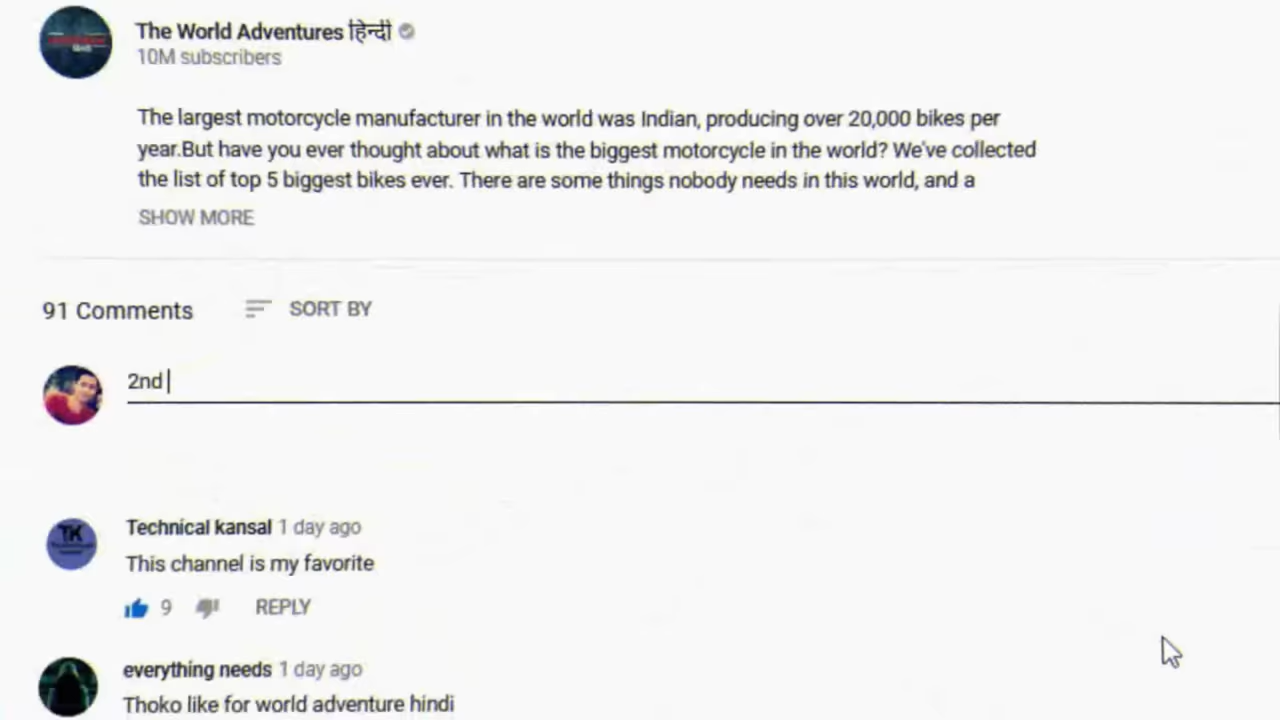 The World Adventures हिन्दी
10M subscribers
The largest motorcycle manufacturer in the world was Indian, producing over 20,000 bikes per
year.But have you ever thought about what is the biggest motorcycle in the world? We've collected
the list of top 5 biggest bikes ever. There are some things nobody needs in this world, and a
SHOW MORE
91 Comments
SORT BY
2nd
Technical kansal 1 day ago
TK
This channel is my favorite
9 REPLY
everything needs 1 day ago
Thoko like for world adventure hindi